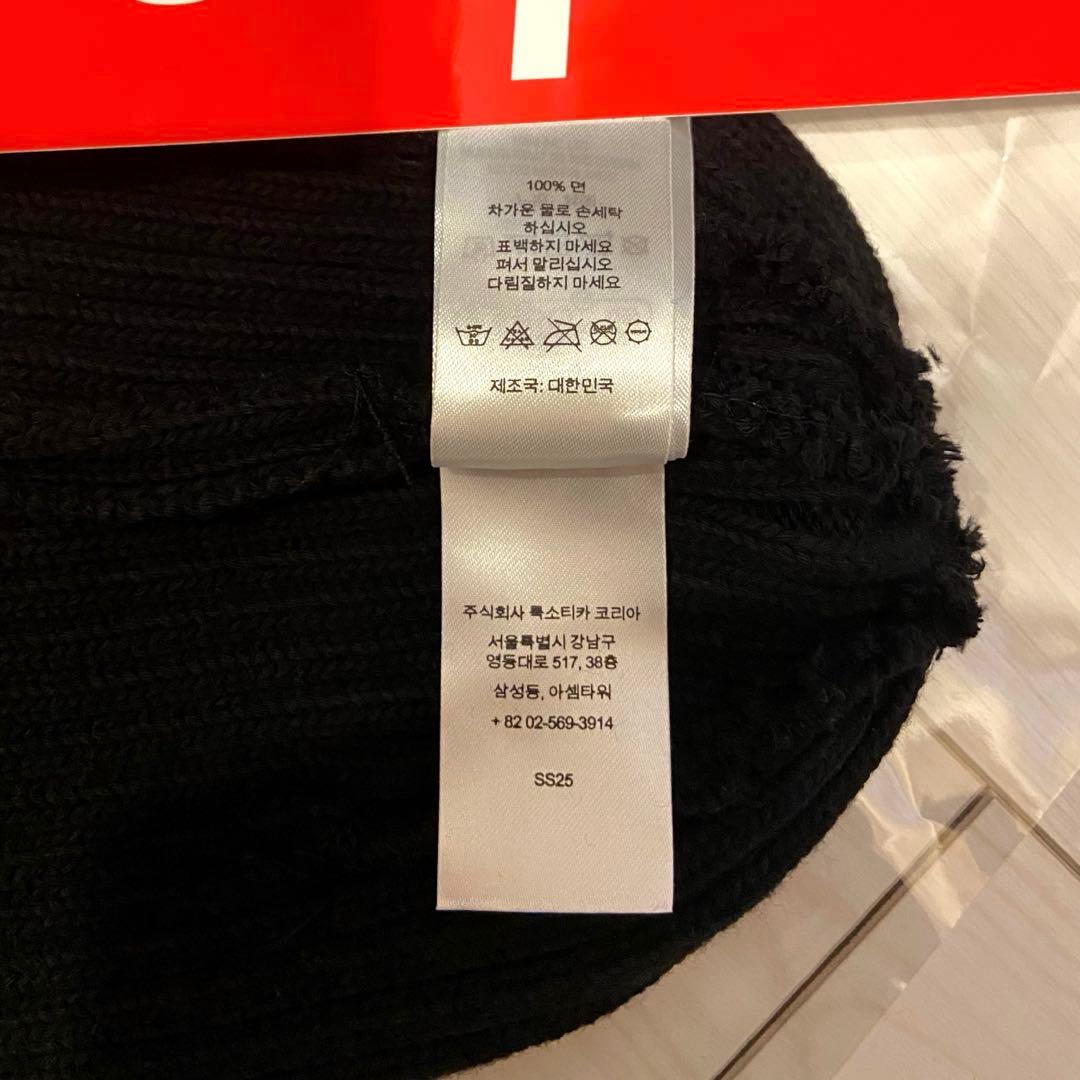 100% 면
차가운 물로 손세탁
하십시오
표백하지 마세요
펴서 말리십시오
다림질하지 마세요
제조국: 대한민국
주식회사 룩소티카 코리아
서울특별시 강남구
영등대로 517, 38층
삼성등, 아셈타워
+ 82 02-569-3914
SS25